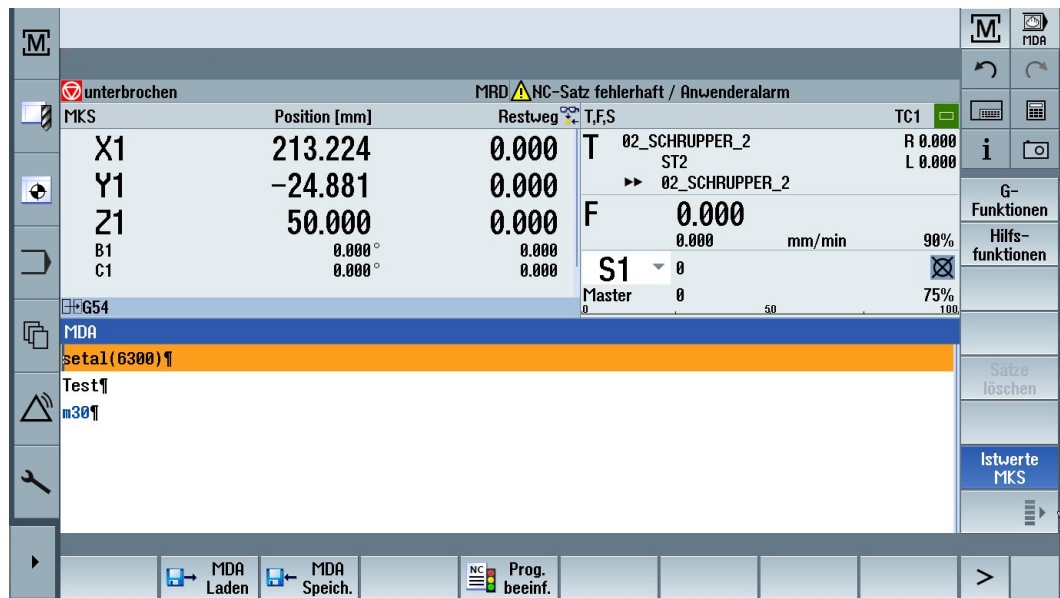 M
M
MDA
unterbrochen
MRD NC-Satz fehlerhaft / Anwenderalarm
MKS Position [mm] Restweg
X1 213.224 0.000
Y1 -24.881 0.000
Z1 50.000 0.000
B1 0.000° 0.000
C1 0.000° 0.000
G54
T,F,S TC1
T 02_SCHRUPPER_2 R 0.000
ST2 L 0.000
02_SCHRUPPER_2
F 0.000
0.000 mm/min 90%
S1 0
Master 0 75%
0 50 100
i
G-
Funktionen
Hilfs-
funktionen
MDA
setal(6300)¶
Test¶
m30¶
Sätze
löschen
Istwerte
MKS
MDA
Laden
MDA
Speich.
NC
Prog.
beeinf.
>